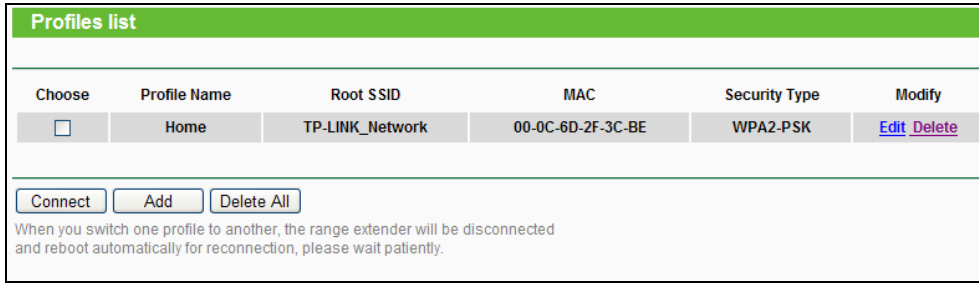 Profiles list
Choose Profile Name Root SSID MAC Security Type Modify
Home TP-LINK_Network 00-0C-6D-2F-3C-BE WPA2-PSK Edit Delete
Connect Add Delete All
When you switch one profile to another, the range extender will be disconnected
and reboot automatically for reconnection, please wait patiently.